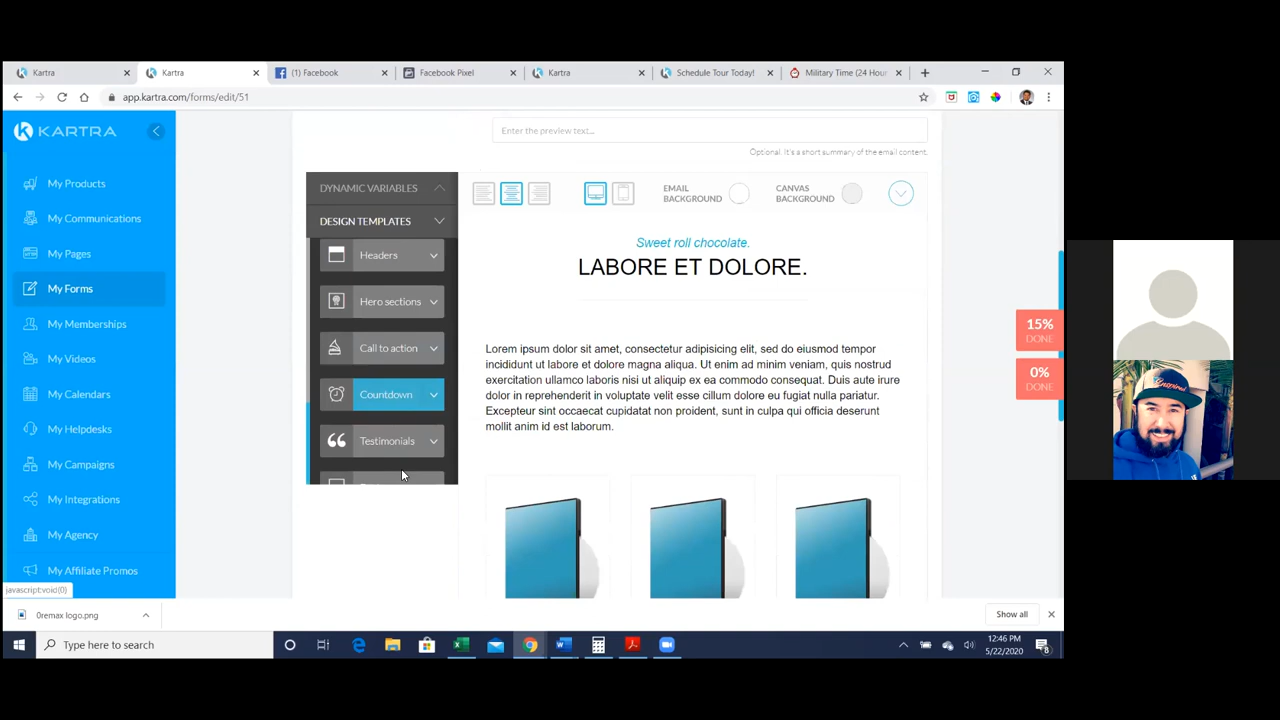 Kartra
Kartra
(1) Facebook
Facebook Pixel
Kartra
Schedule Tour Today!
Military Time (24 Hour
app.kartra.com/forms/edit/51
KARTRA
My Products
My Communications
My Pages
My Forms
My Memberships
My Videos
My Calendars
My Helpdesks
My Campaigns
My Integrations
My Agency
My Affiliate Promos
Enter the preview text...
Optional. It's a short summary of the email content.
DYNAMIC VARIABLES
DESIGN TEMPLATES
Headers
Hero sections
Call to action
Countdown
Testimonials
EMAIL
BACKGROUND
CANVAS
BACKGROUND
Sweet roll chocolate.
LABORE ET DOLORE.
Lorem ipsum dolor sit amet, consectetur adipisicing elit, sed do eiusmod tempor
incididunt ut labore et dolore magna aliqua. Ut enim ad minim veniam, quis nostrud
exercitation ullamco laboris nisi ut aliquip ex ea commodo consequat. Duis aute irure
dolor in reprehenderit in voluptate velit esse cillum dolore eu fugiat nulla pariatur.
Excepteur sint occaecat cupidatat non proident, sunt in culpa qui officia deserunt
mollit anim id est laborum.
15%
DONE
0%
DONE
javascript:void(0)
0remax logo.png
Show all
Type here to search
12:46 PM
5/22/2020
8